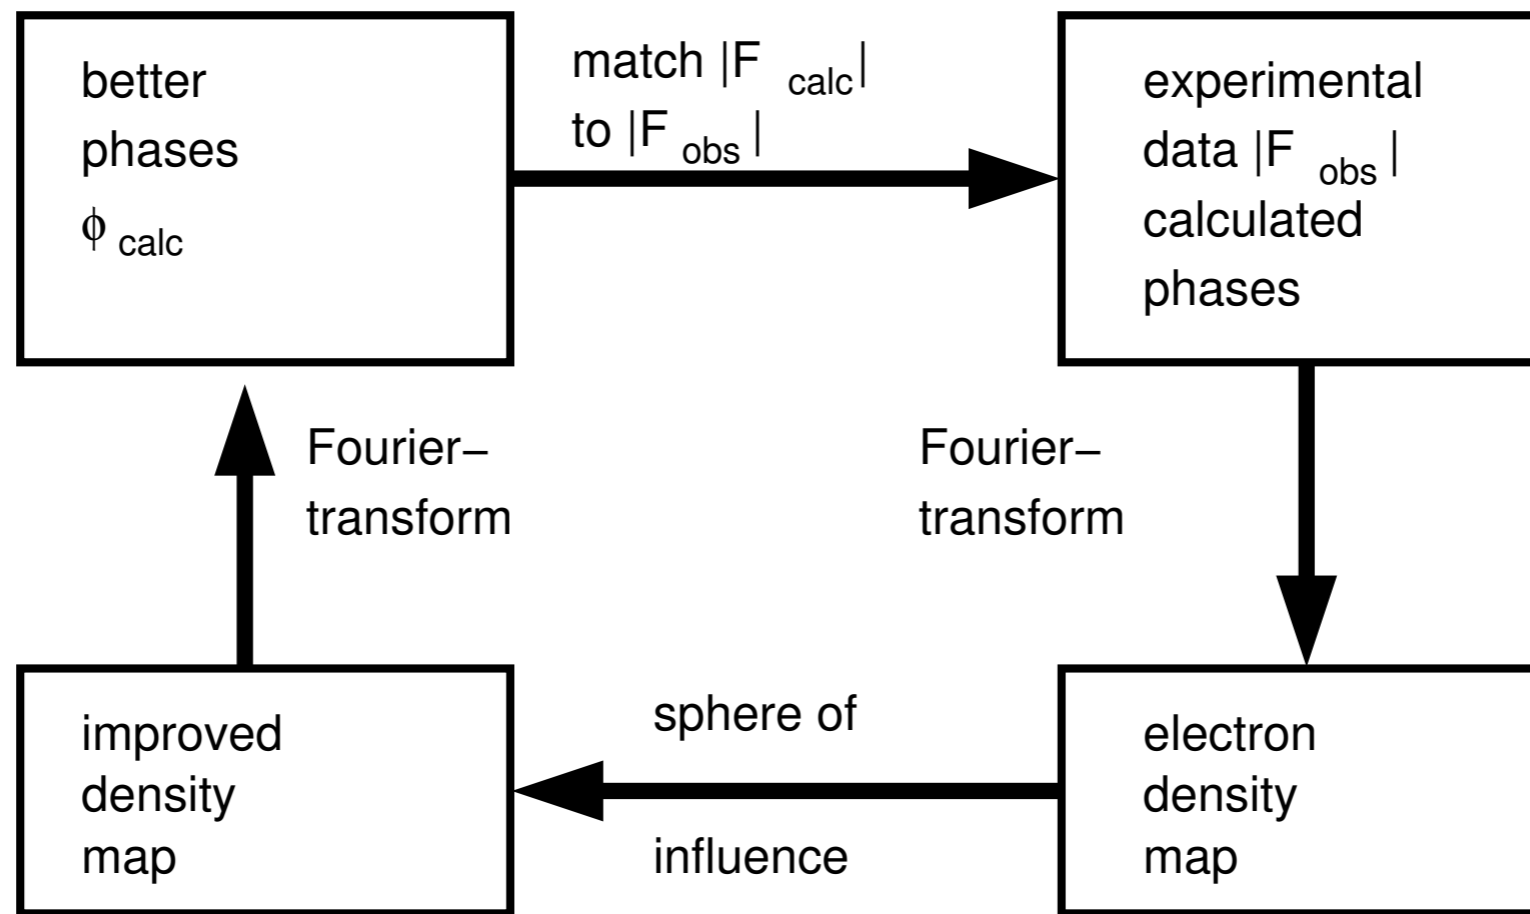 better
phases
ϕ calc
match |F calc|
to |F obs |
experimental
data |F obs |
calculated
phases
Fourier−
transform
Fourier−
transform
improved
density
map
sphere of
influence
electron
density
map